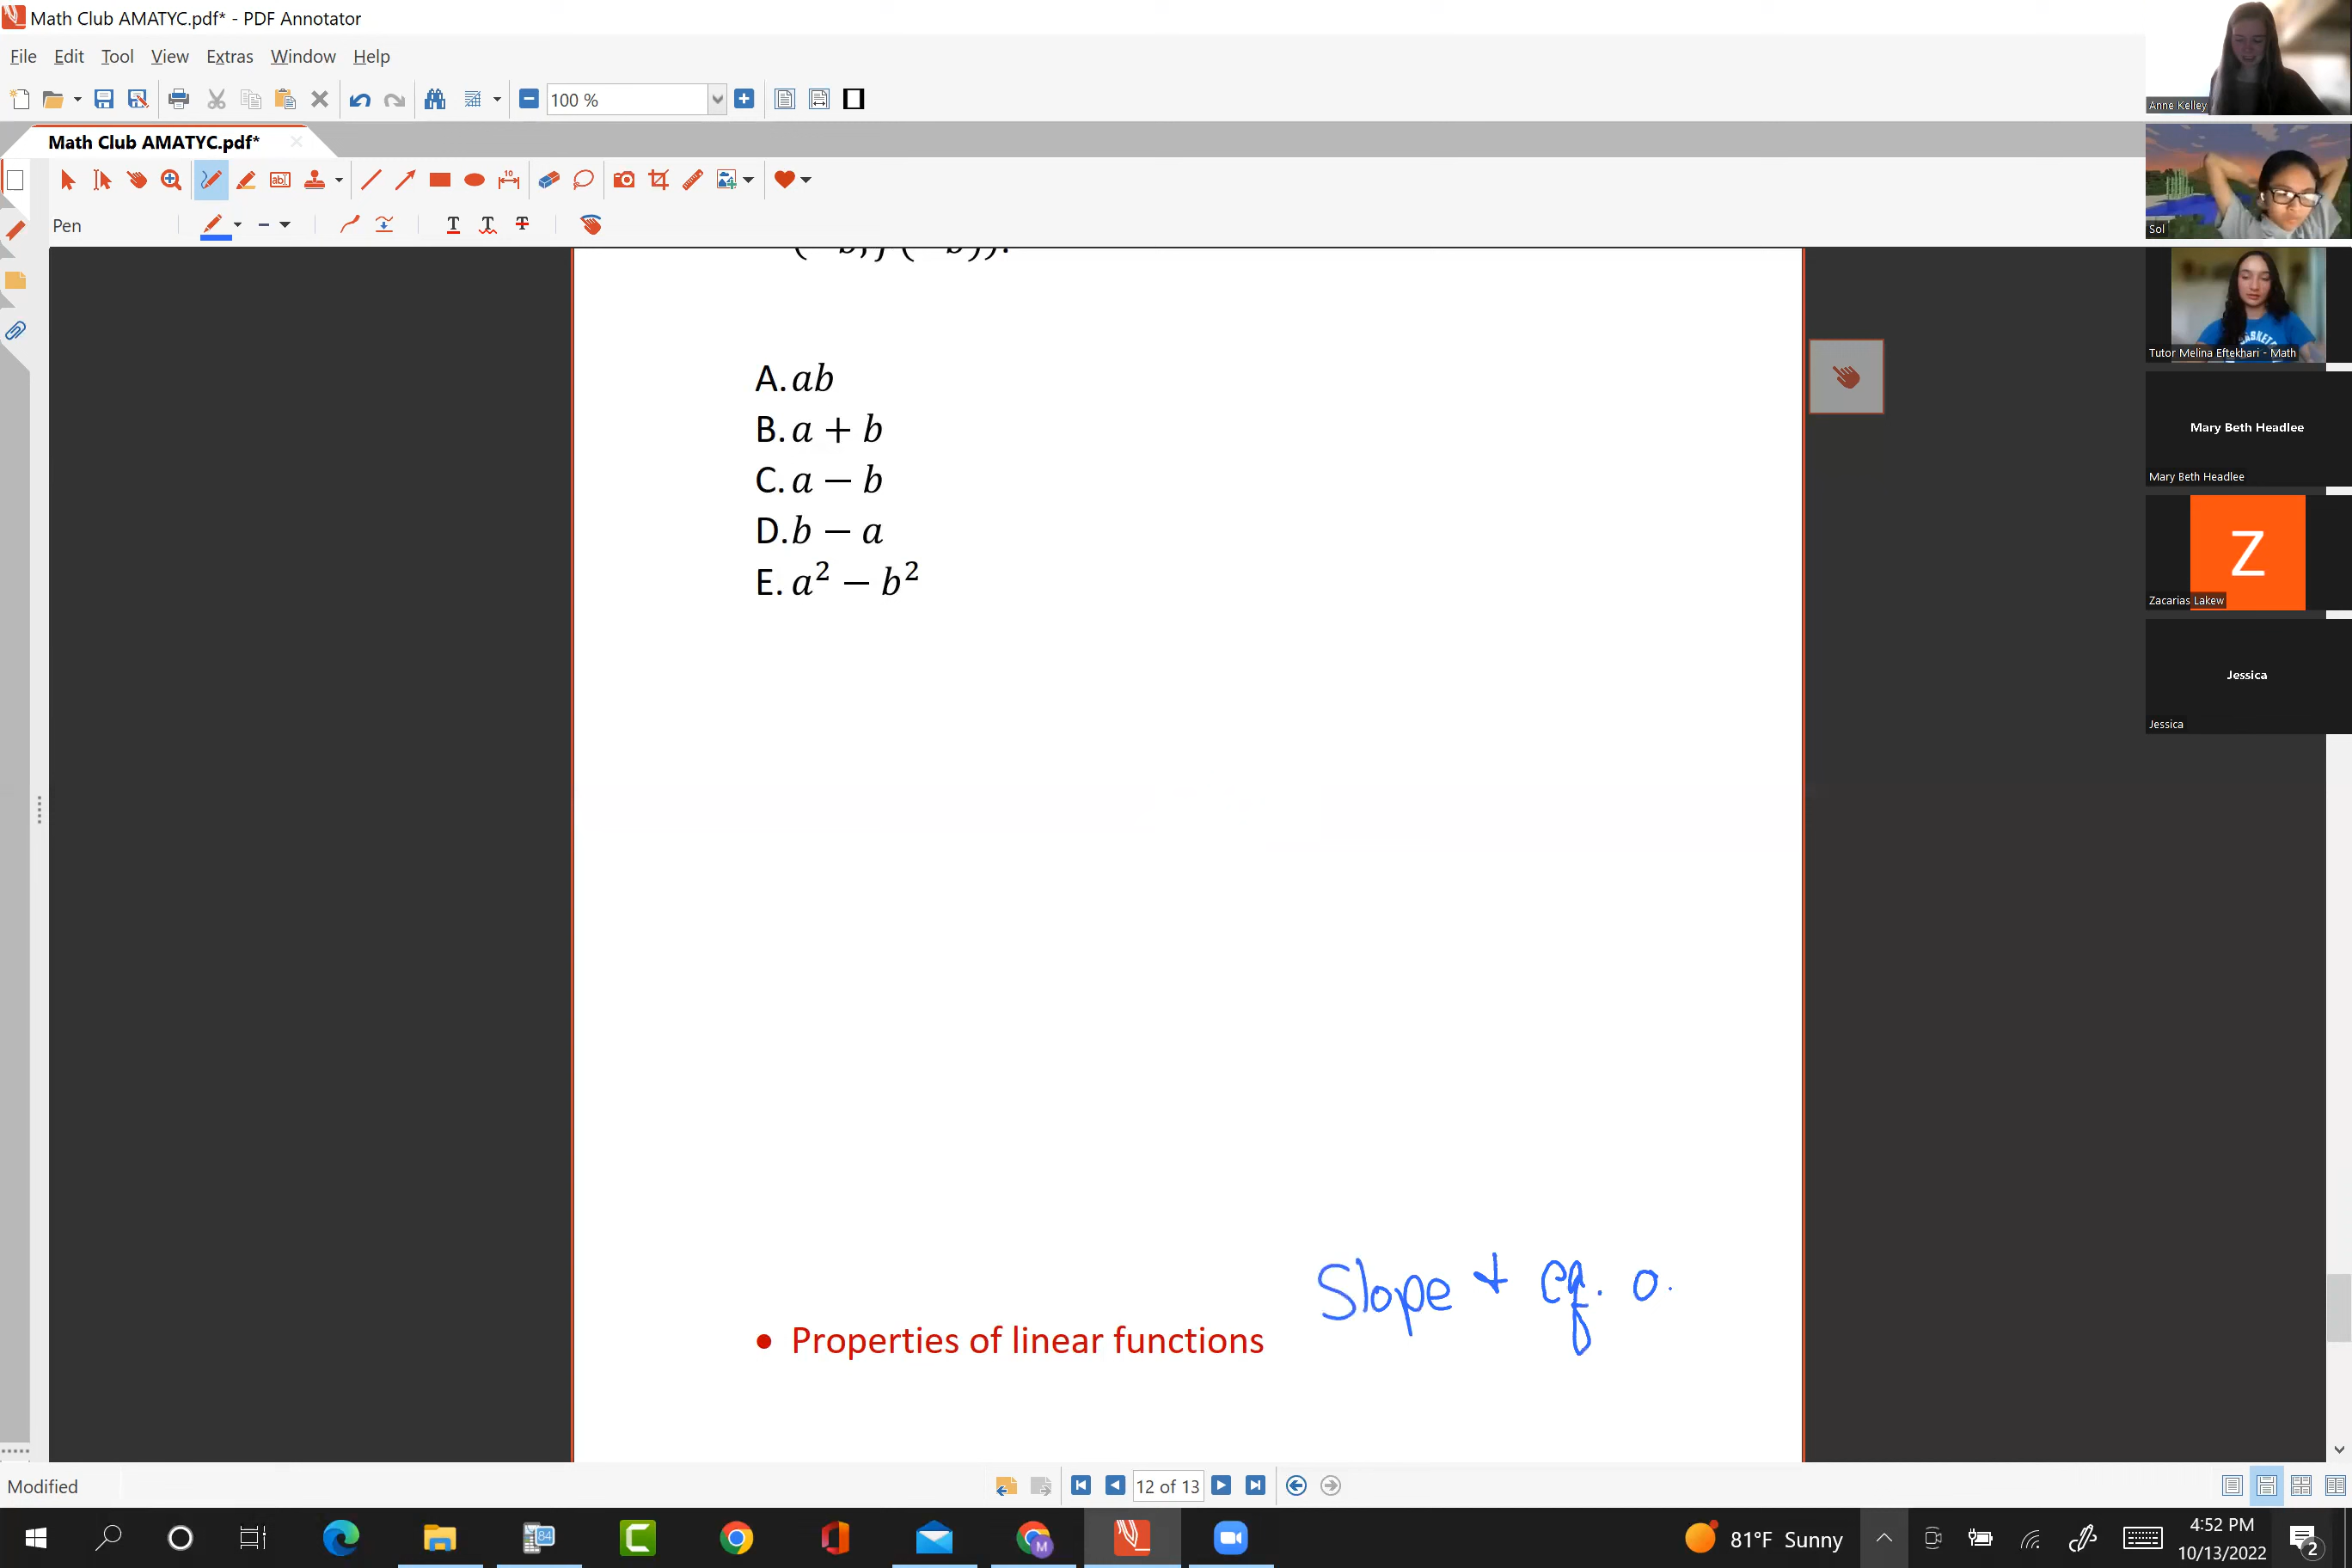 Math Club AMATYC.pdf* - PDF Annotator
File Edit Tool View Extras Window Help
100 %
Math Club AMATYC.pdf*
Pen
A. ab
B. a + b
C. a − b
D. b − a
E. a² − b²
Slope + eq. o.
• Properties of linear functions
Anne Kelley
Sol
Tutor Melina Eftekhari - Math
Mary Beth Headlee
Mary Beth Headlee
Z
Zacarias Lakew
Jessica
Jessica
Modified
12 of 13
81°F Sunny
4:52 PM
10/13/2022
2